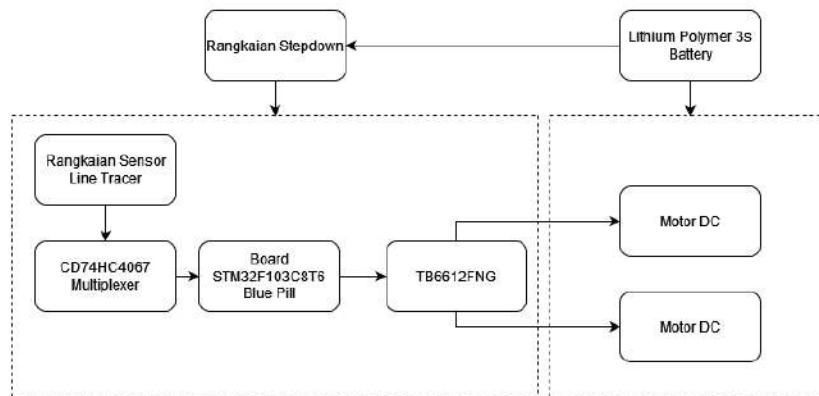 Rangkaian Stepdown
Lithium Polymer 3s
Battery
Rangkaian Sensor
Line Tracer
CD74HC4067
Multiplexer
Board
STM32F103C8T6
Blue Pill
TB6612FNG
Motor DC
Motor DC